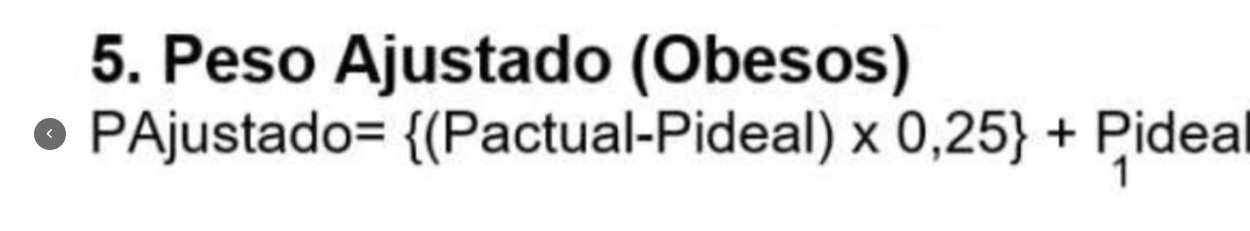 5. Peso Ajustado (Obesos)
PAjustado= {(Pactual-Pideal) x 0,25} + Pideal
1